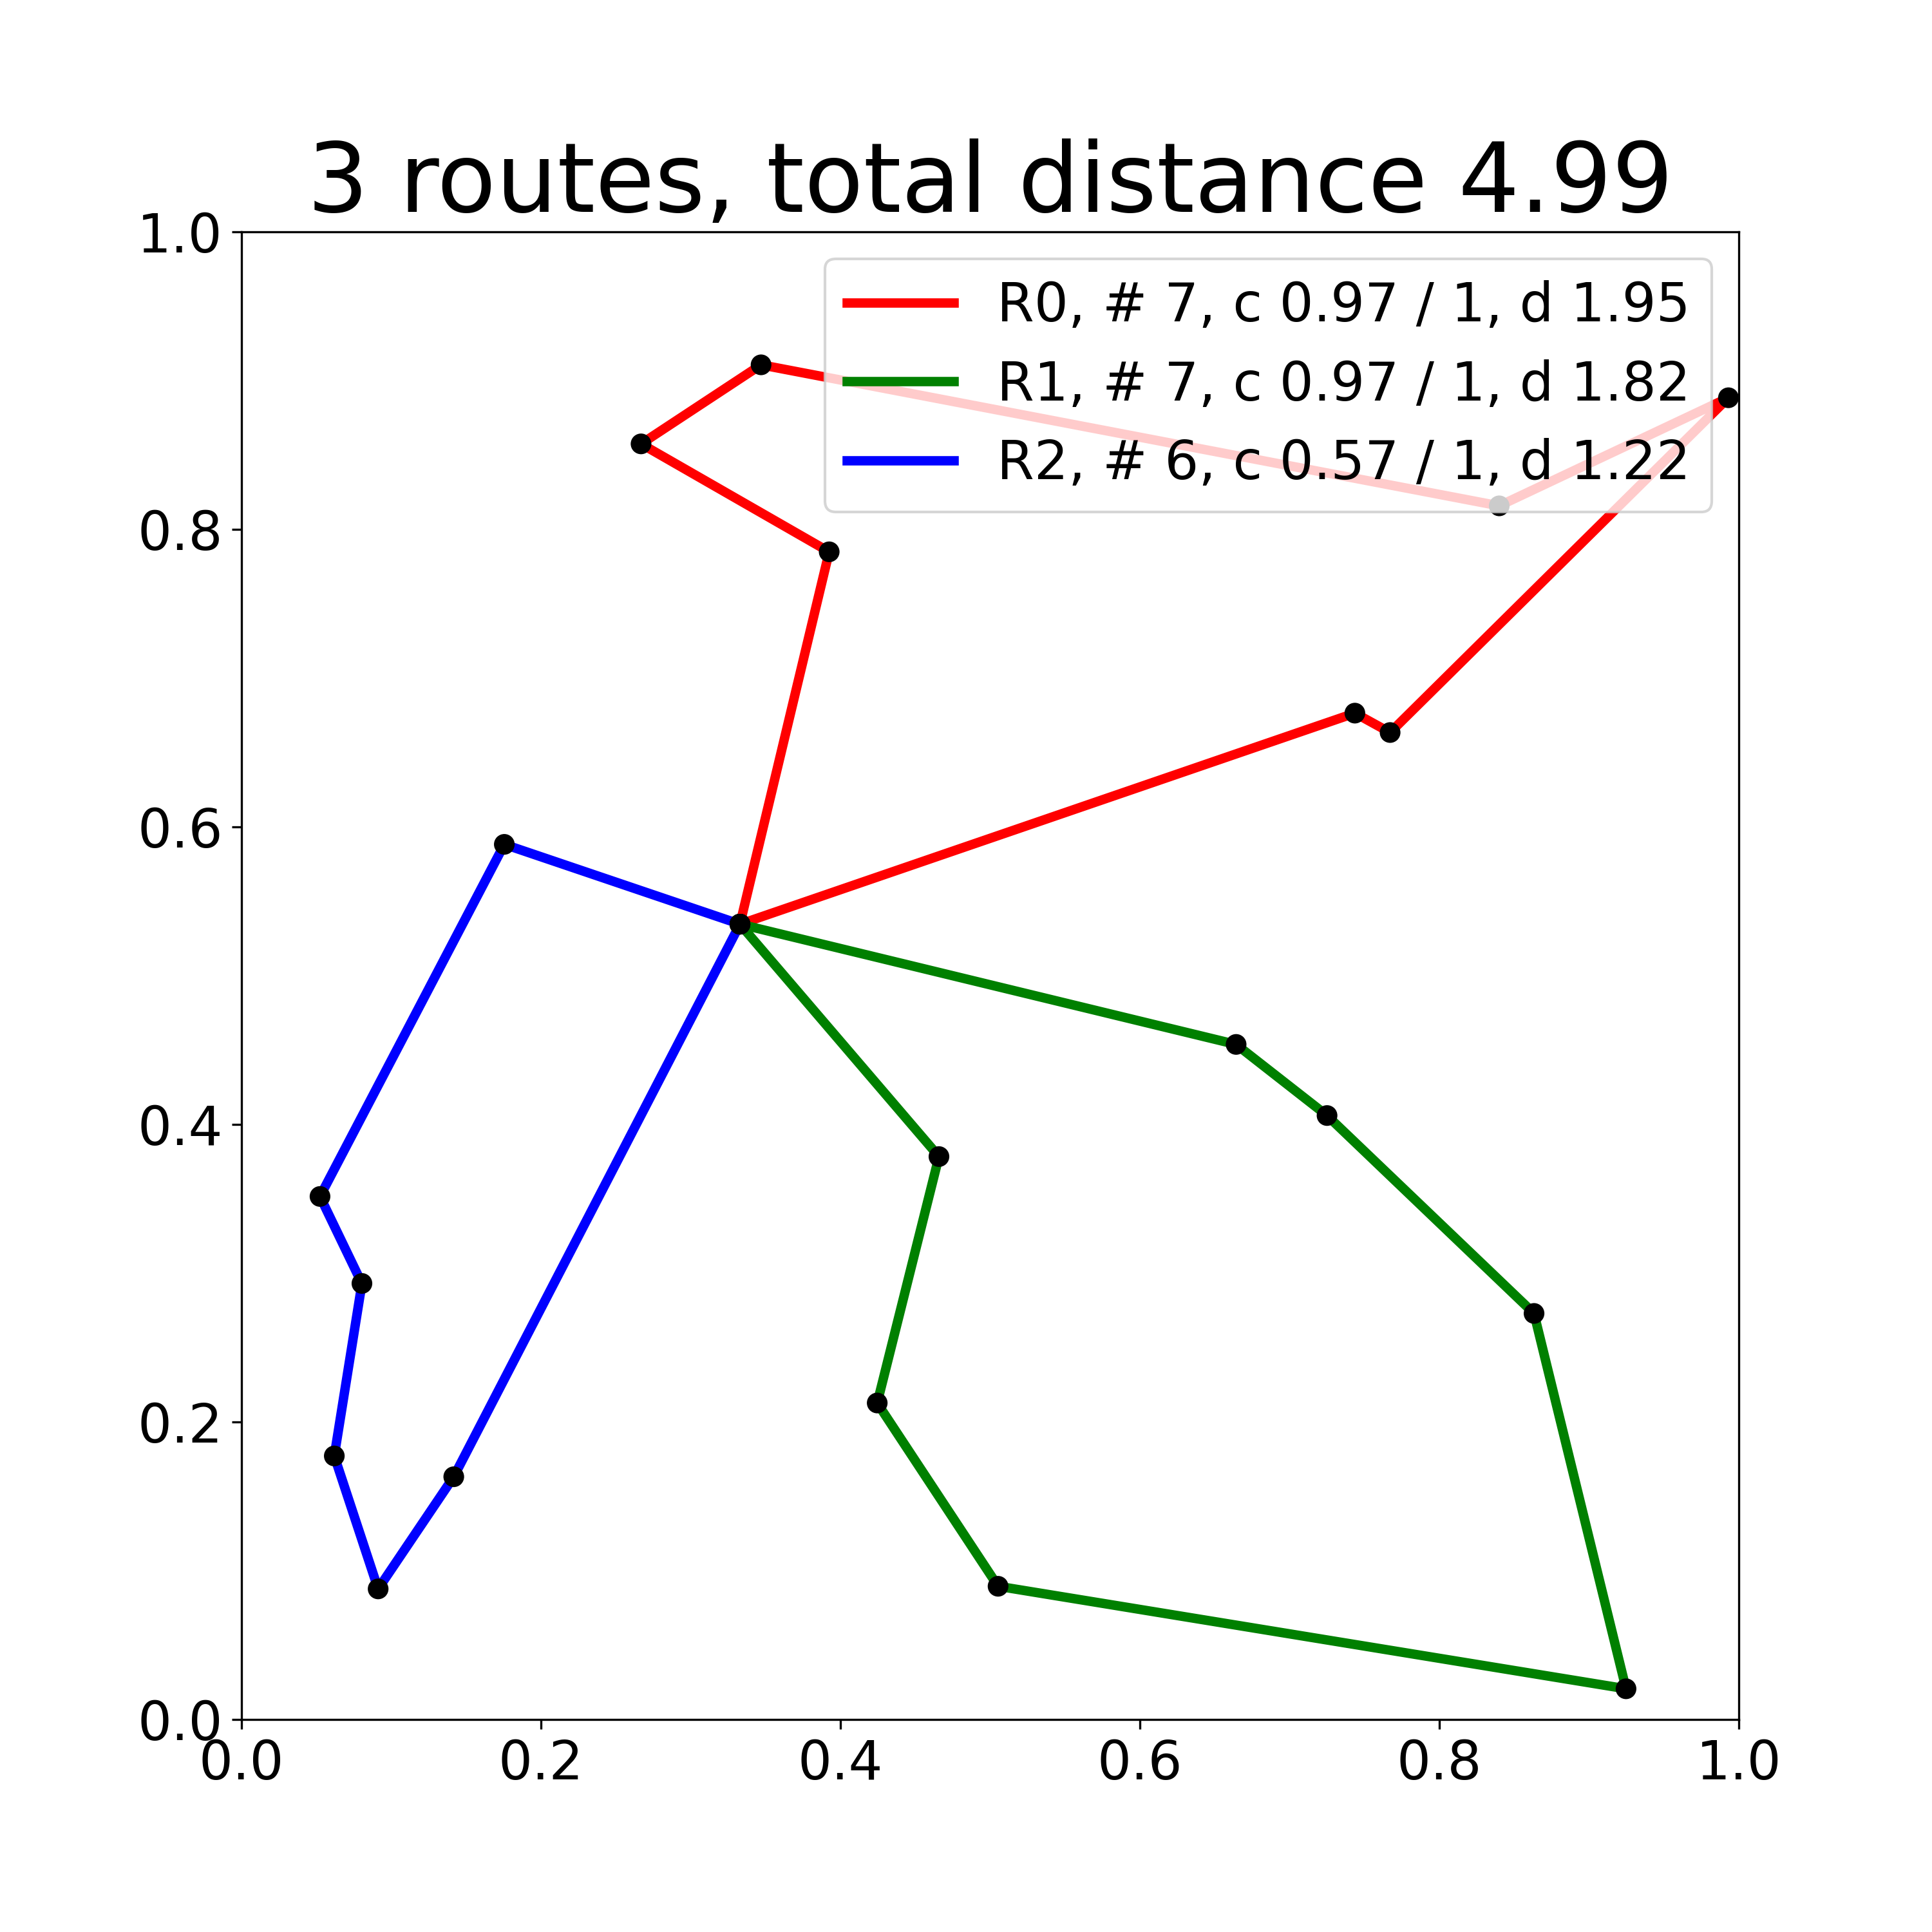 3 routes, total distance 4.99
R0, # 7, c 0.97 / 1, d 1.95
R1, # 7, c 0.97 / 1, d 1.82
R2, # 6, c 0.57 / 1, d 1.22
1.0
0.8
0.6
0.4
0.2
0.0
0.0 0.2 0.4 0.6 0.8 1.0